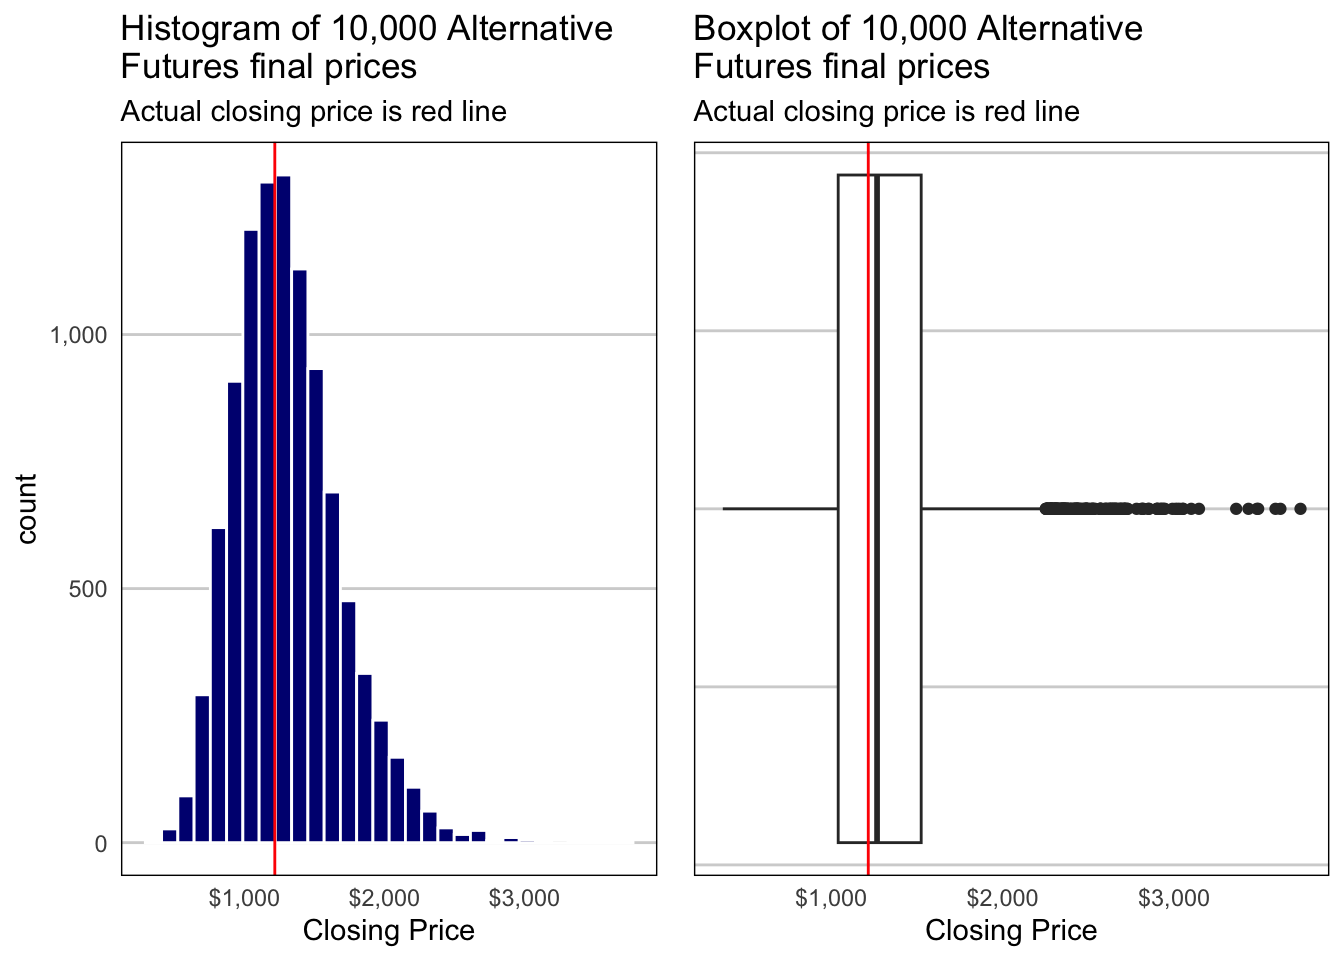 Histogram of 10,000 Alternative
Futures final prices
Actual closing price is red line
count
1,000
500
0
$1,000
$2,000
$3,000
Closing Price
Boxplot of 10,000 Alternative
Futures final prices
Actual closing price is red line
$1,000
$2,000
$3,000
Closing Price